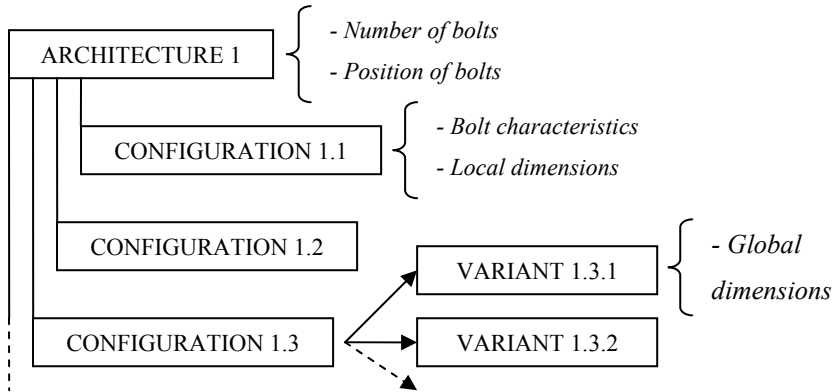 ARCHITECTURE 1
- Number of bolts
- Position of bolts
CONFIGURATION 1.1
- Bolt characteristics
- Local dimensions
CONFIGURATION 1.2
VARIANT 1.3.1
- Global
dimensions
CONFIGURATION 1.3
VARIANT 1.3.2